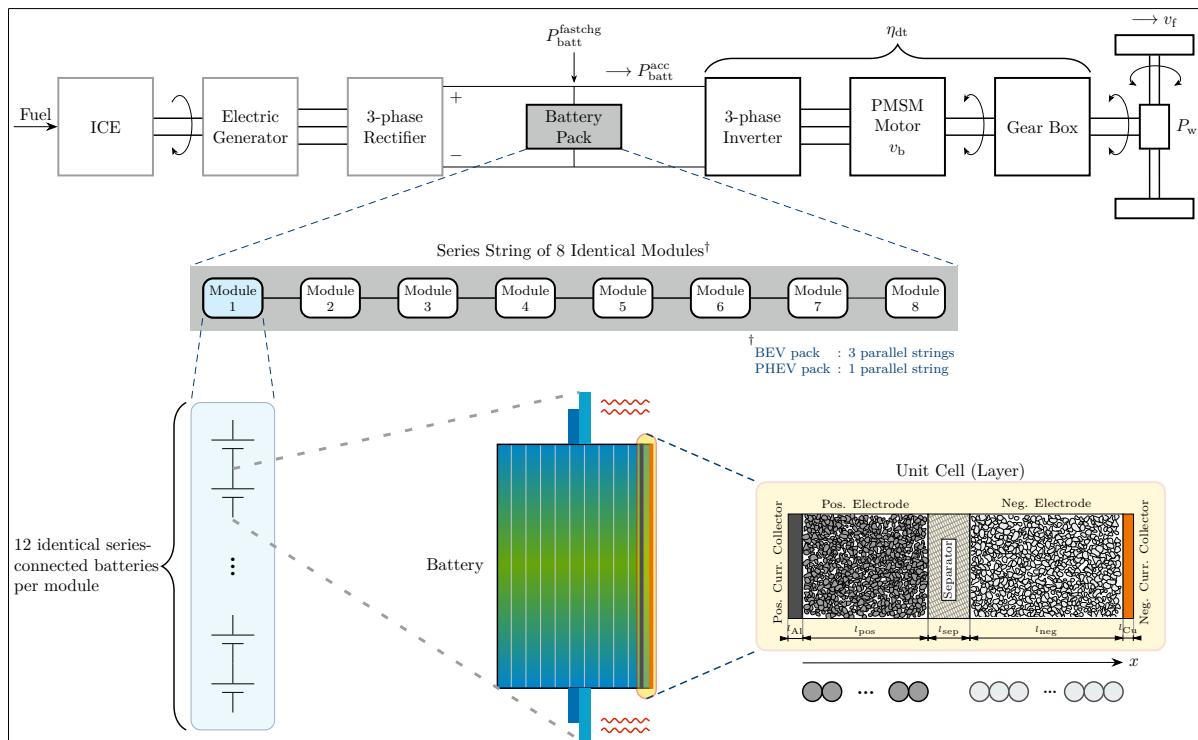 → v_f
P_batt^fastchg
η_dt
→ P_batt^acc
Fuel
ICE
Electric
Generator
3-phase
Rectifier
+
−
Battery
Pack
3-phase
Inverter
PMSM
Motor
v_b
Gear Box
P_w
Series String of 8 Identical Modules†
Module
1
Module
2
Module
3
Module
4
Module
5
Module
6
Module
7
Module
8
†
BEV pack : 3 parallel strings
PHEV pack : 1 parallel string
12 identical series-
connected batteries
per module
Battery
Unit Cell (Layer)
Pos. Electrode
Neg. Electrode
Pos. Curr. Collector
Separator
Neg. Curr. Collector
l_Al
l_pos
l_sep
l_neg
l_Cu
x